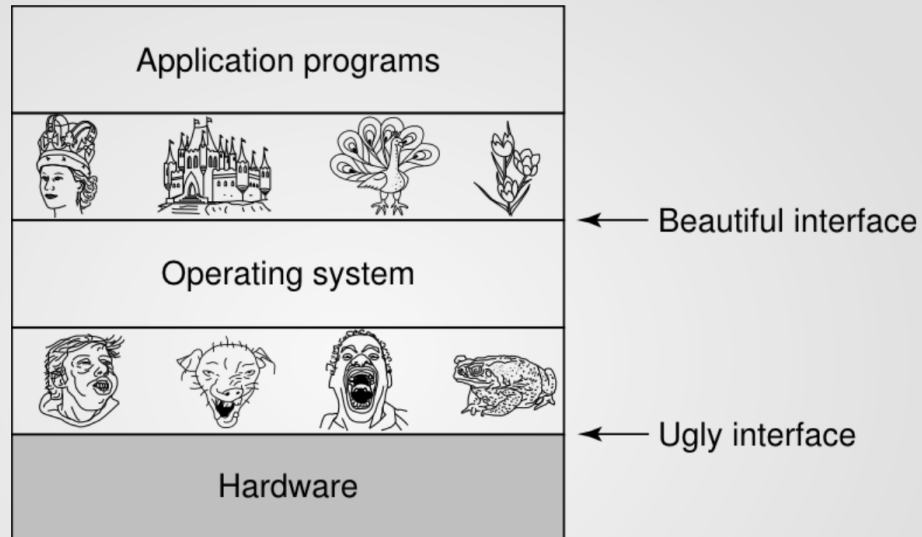 Application programs
Beautiful interface
Operating system
Ugly interface
Hardware